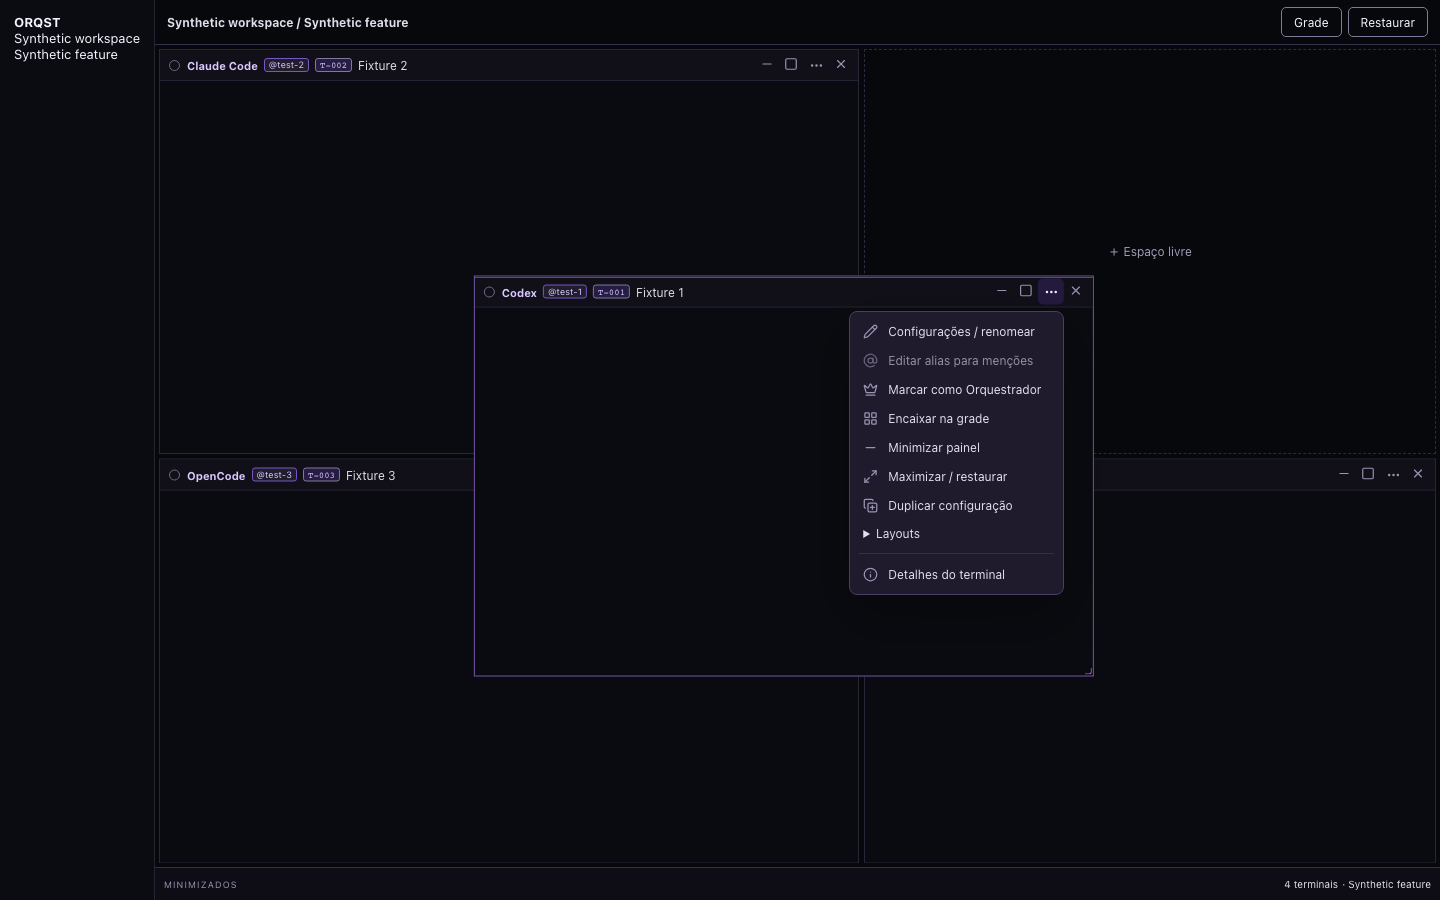 ORQST
Synthetic workspace
Synthetic feature
Synthetic workspace / Synthetic feature
Grade
Restaurar
Claude Code @test-2 T-002 Fixture 2
+ Espaço livre
Codex @test-1 T-001 Fixture 1
Configurações / renomear
Editar alias para menções
Marcar como Orquestrador
Encaixar na grade
Minimizar painel
Maximizar / restaurar
Duplicar configuração
Layouts
Detalhes do terminal
OpenCode @test-3 T-003 Fixture 3
MINIMIZADOS
4 terminais · Synthetic feature